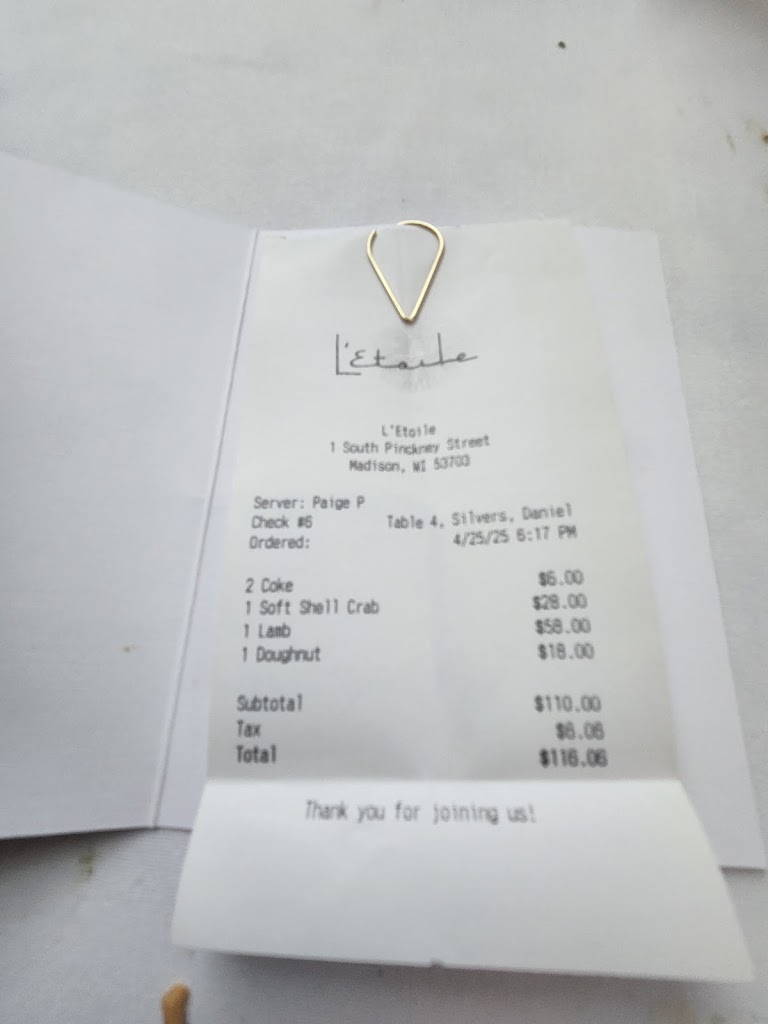 L'Etoile
L'Etoile
1 South Pinckney Street
Madison, WI 53703
Server: Paige P
Check #6 Table 4, Silvers, Daniel
Ordered: 4/25/25 6:17 PM
2 Coke $6.00
1 Soft Shell Crab $28.00
1 Lamb $58.00
1 Doughnut $18.00
Subtotal $110.00
Tax $6.06
Total $116.06
Thank you for joining us!